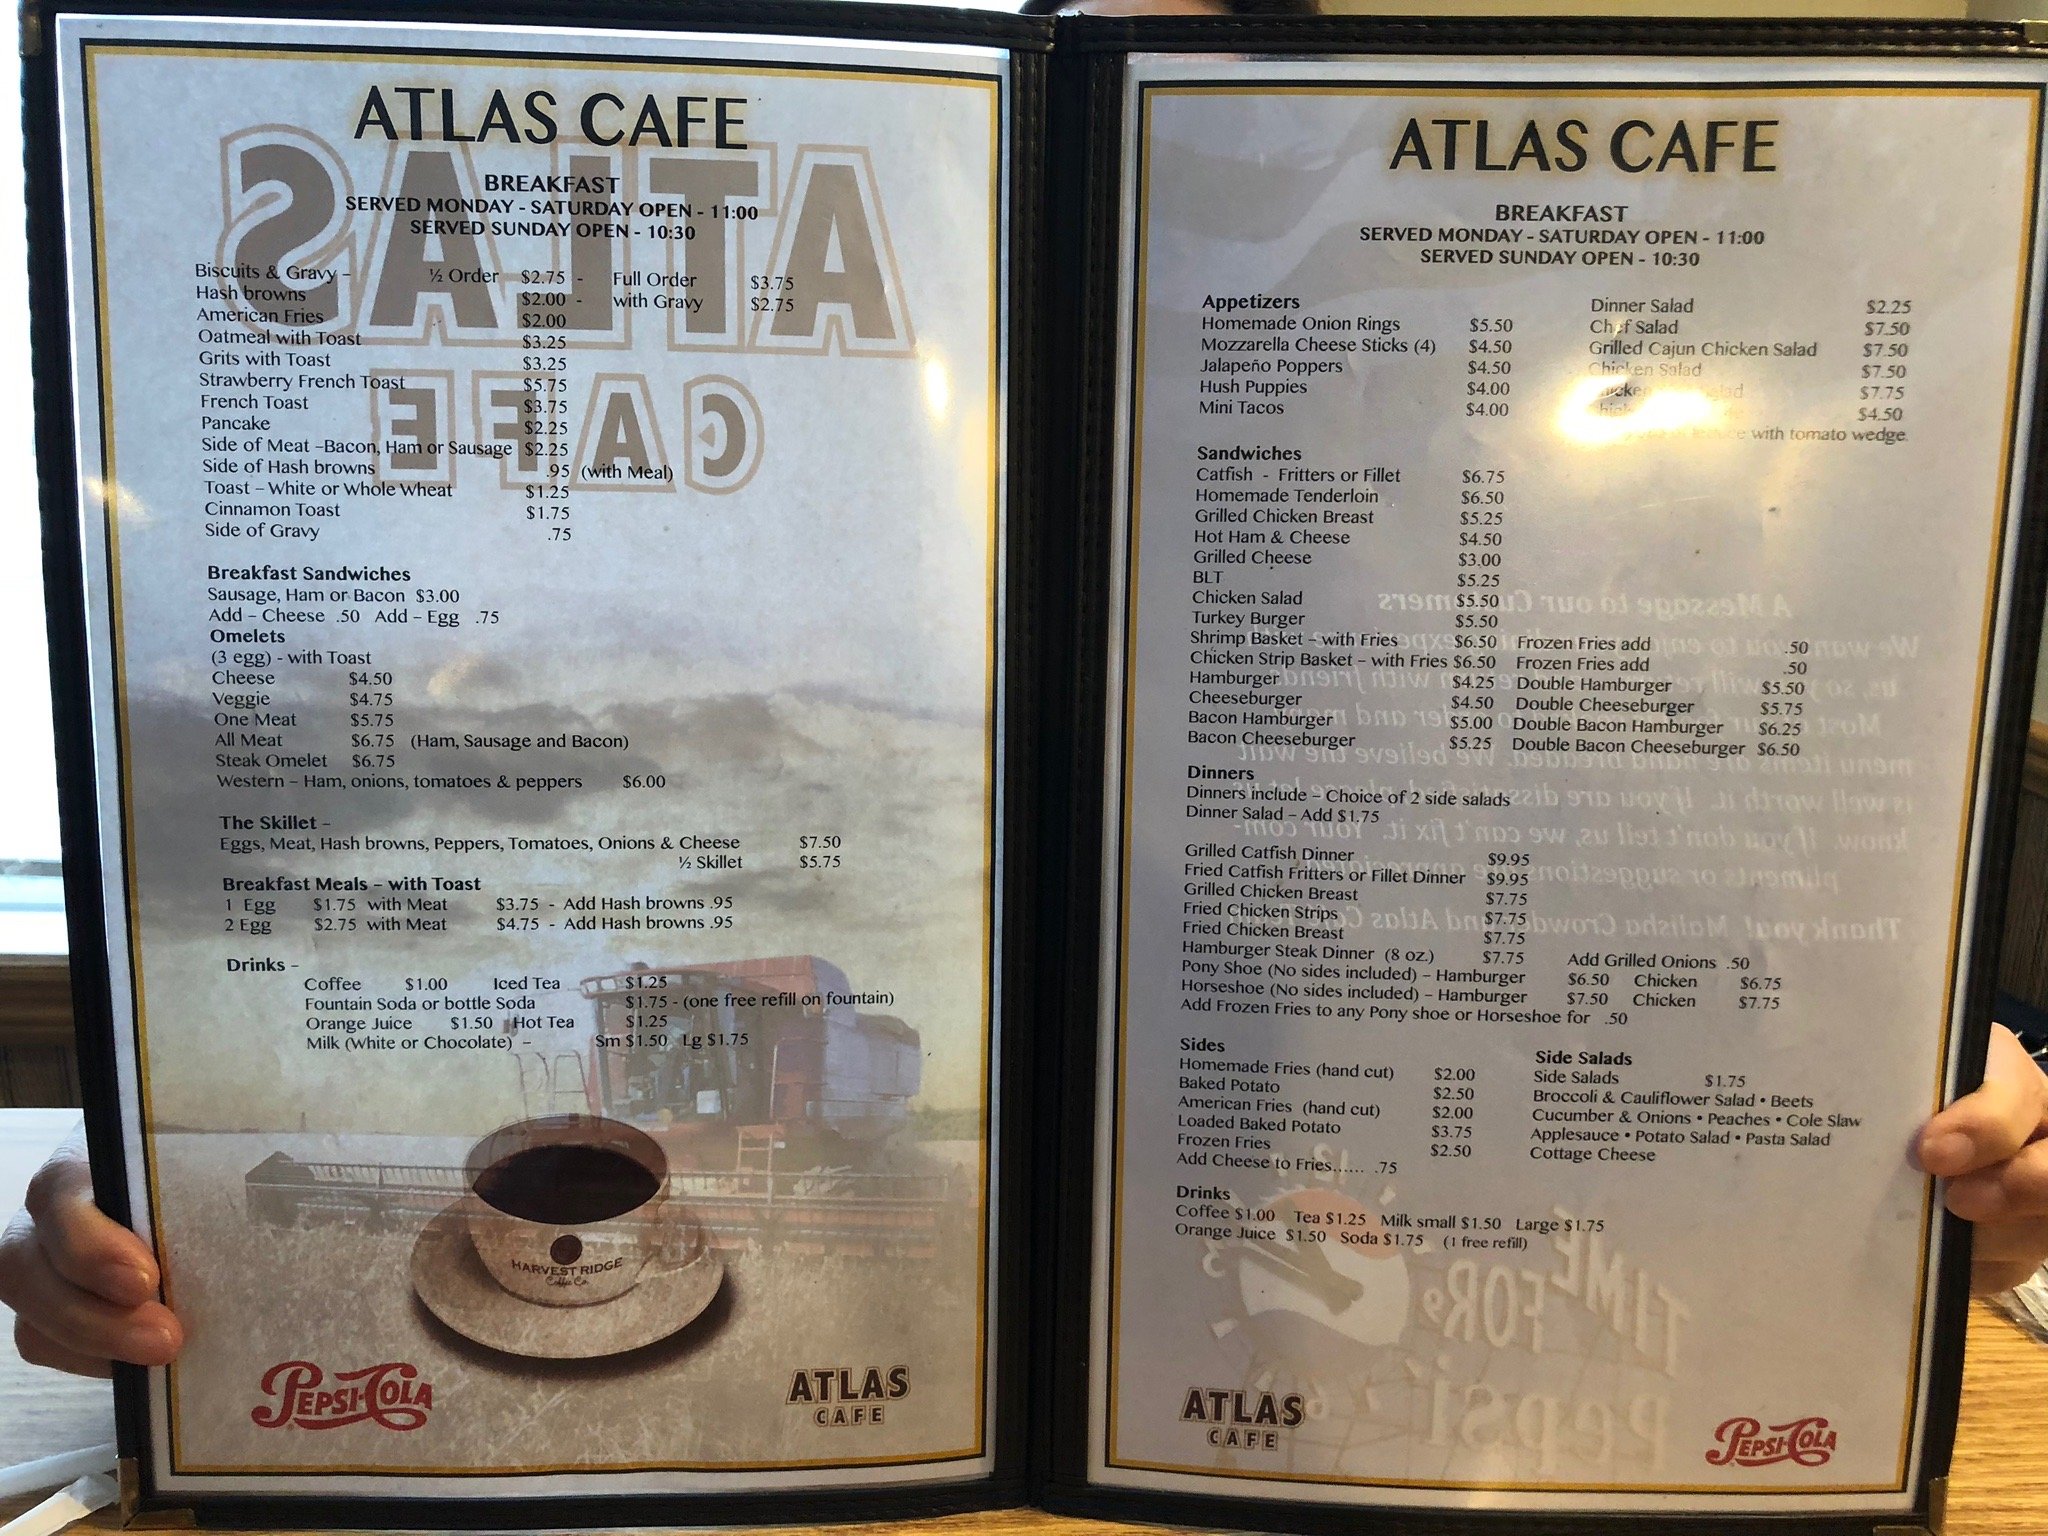 ATLAS CAFE
BREAKFAST
SERVED MONDAY - SATURDAY OPEN - 11:00
SERVED SUNDAY OPEN - 10:30
Biscuits & Gravy – ½ Order $2.75 - Full Order $3.75
Hash browns $2.00 - with Gravy $2.75
American Fries $2.00
Oatmeal with Toast $3.25
Grits with Toast $3.25
Strawberry French Toast $5.75
French Toast $3.75
Pancake $2.25
Side of Meat –Bacon, Ham or Sausage $2.25
Side of Hash browns .95 (with Meal)
Toast – White or Whole Wheat $1.25
Cinnamon Toast $1.75
Side of Gravy .75
Breakfast Sandwiches
Sausage, Ham or Bacon $3.00
Add – Cheese .50 Add – Egg .75
Omelets
(3 egg) - with Toast
Cheese $4.50
Veggie $4.75
One Meat $5.75
All Meat $6.75 (Ham, Sausage and Bacon)
Steak Omelet $6.75
Western – Ham, onions, tomatoes & peppers $6.00
The Skillet –
Eggs, Meat, Hash browns, Peppers, Tomatoes, Onions & Cheese $7.50
½ Skillet $5.75
Breakfast Meals – with Toast
1 Egg $1.75 with Meat $3.75 - Add Hash browns .95
2 Egg $2.75 with Meat $4.75 - Add Hash browns .95
Drinks –
Coffee $1.00 Iced Tea $1.25
Fountain Soda or bottle Soda $1.75 - (one free refill on fountain)
Orange Juice $1.50 Hot Tea $1.25
Milk (White or Chocolate) – Sm $1.50 Lg $1.75
HARVEST RIDGE
Coffee Co.
PEPSI-COLA
ATLAS
CAFE
ATLAS CAFE
BREAKFAST
SERVED MONDAY - SATURDAY OPEN - 11:00
SERVED SUNDAY OPEN - 10:30
Appetizers
Homemade Onion Rings $5.50
Mozzarella Cheese Sticks (4) $4.50
Jalapeño Poppers $4.50
Hush Puppies $4.00
Mini Tacos $4.00
Dinner Salad $2.25
Chef Salad $7.50
Grilled Cajun Chicken Salad $7.50
Chicken Salad $7.50
$7.75
$4.50
with tomato wedge.
Sandwiches
Catfish - Fritters or Fillet $6.75
Homemade Tenderloin $6.50
Grilled Chicken Breast $5.25
Hot Ham & Cheese $4.50
Grilled Cheese $3.00
BLT $5.25
Chicken Salad $5.50
Turkey Burger $5.50
Shrimp Basket – with Fries $6.50 Frozen Fries add .50
Chicken Strip Basket – with Fries $6.50 Frozen Fries add .50
Hamburger $4.25 Double Hamburger $5.50
Cheeseburger $4.50 Double Cheeseburger $5.75
Bacon Hamburger $5.00 Double Bacon Hamburger $6.25
Bacon Cheeseburger $5.25 Double Bacon Cheeseburger $6.50
Dinners
Dinners include – Choice of 2 side salads
Dinner Salad – Add $1.75
Grilled Catfish Dinner $9.95
Fried Catfish Fritters or Fillet Dinner $9.95
Grilled Chicken Breast $7.75
Fried Chicken Strips $7.75
Fried Chicken Breast $7.75
Hamburger Steak Dinner (8 oz.) $7.75 Add Grilled Onions .50
Pony Shoe (No sides included) – Hamburger $6.50 Chicken $6.75
Horseshoe (No sides included) – Hamburger $7.50 Chicken $7.75
Add Frozen Fries to any Pony shoe or Horseshoe for .50
Sides
Homemade Fries (hand cut) $2.00
Baked Potato $2.50
American Fries (hand cut) $2.00
Loaded Baked Potato $3.75
Frozen Fries $2.50
Add Cheese to Fries...... .75
Side Salads
Side Salads $1.75
Broccoli & Cauliflower Salad • Beets
Cucumber & Onions • Peaches • Cole Slaw
Applesauce • Potato Salad • Pasta Salad
Cottage Cheese
Drinks
Coffee $1.00 Tea $1.25 Milk small $1.50 Large $1.75
Orange Juice $1.50 Soda $1.75 (1 free refill)
ATLAS
CAFE
PEPSI-COLA